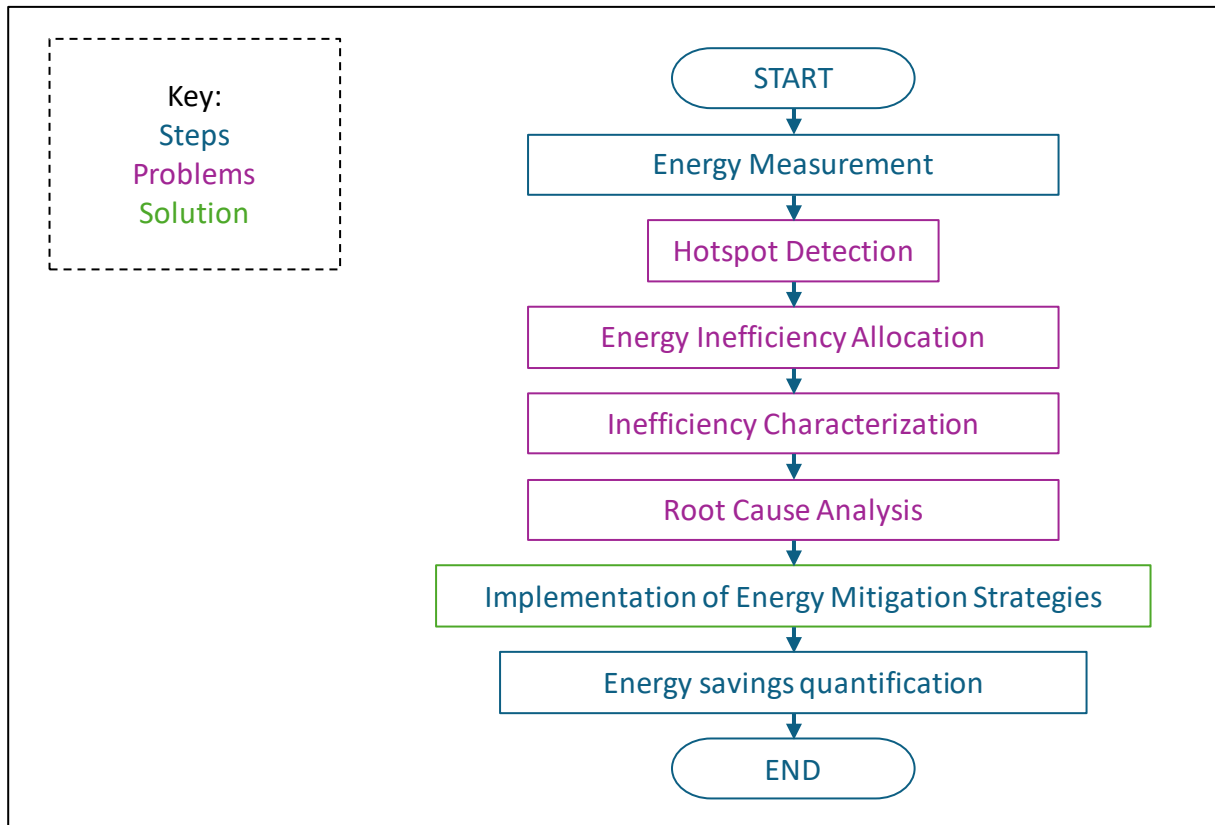 Key:
Steps
Problems
Solution
START
Energy Measurement
Hotspot Detection
Energy Inefficiency Allocation
Inefficiency Characterization
Root Cause Analysis
Implementation of Energy Mitigation Strategies
Energy savings quantification
END